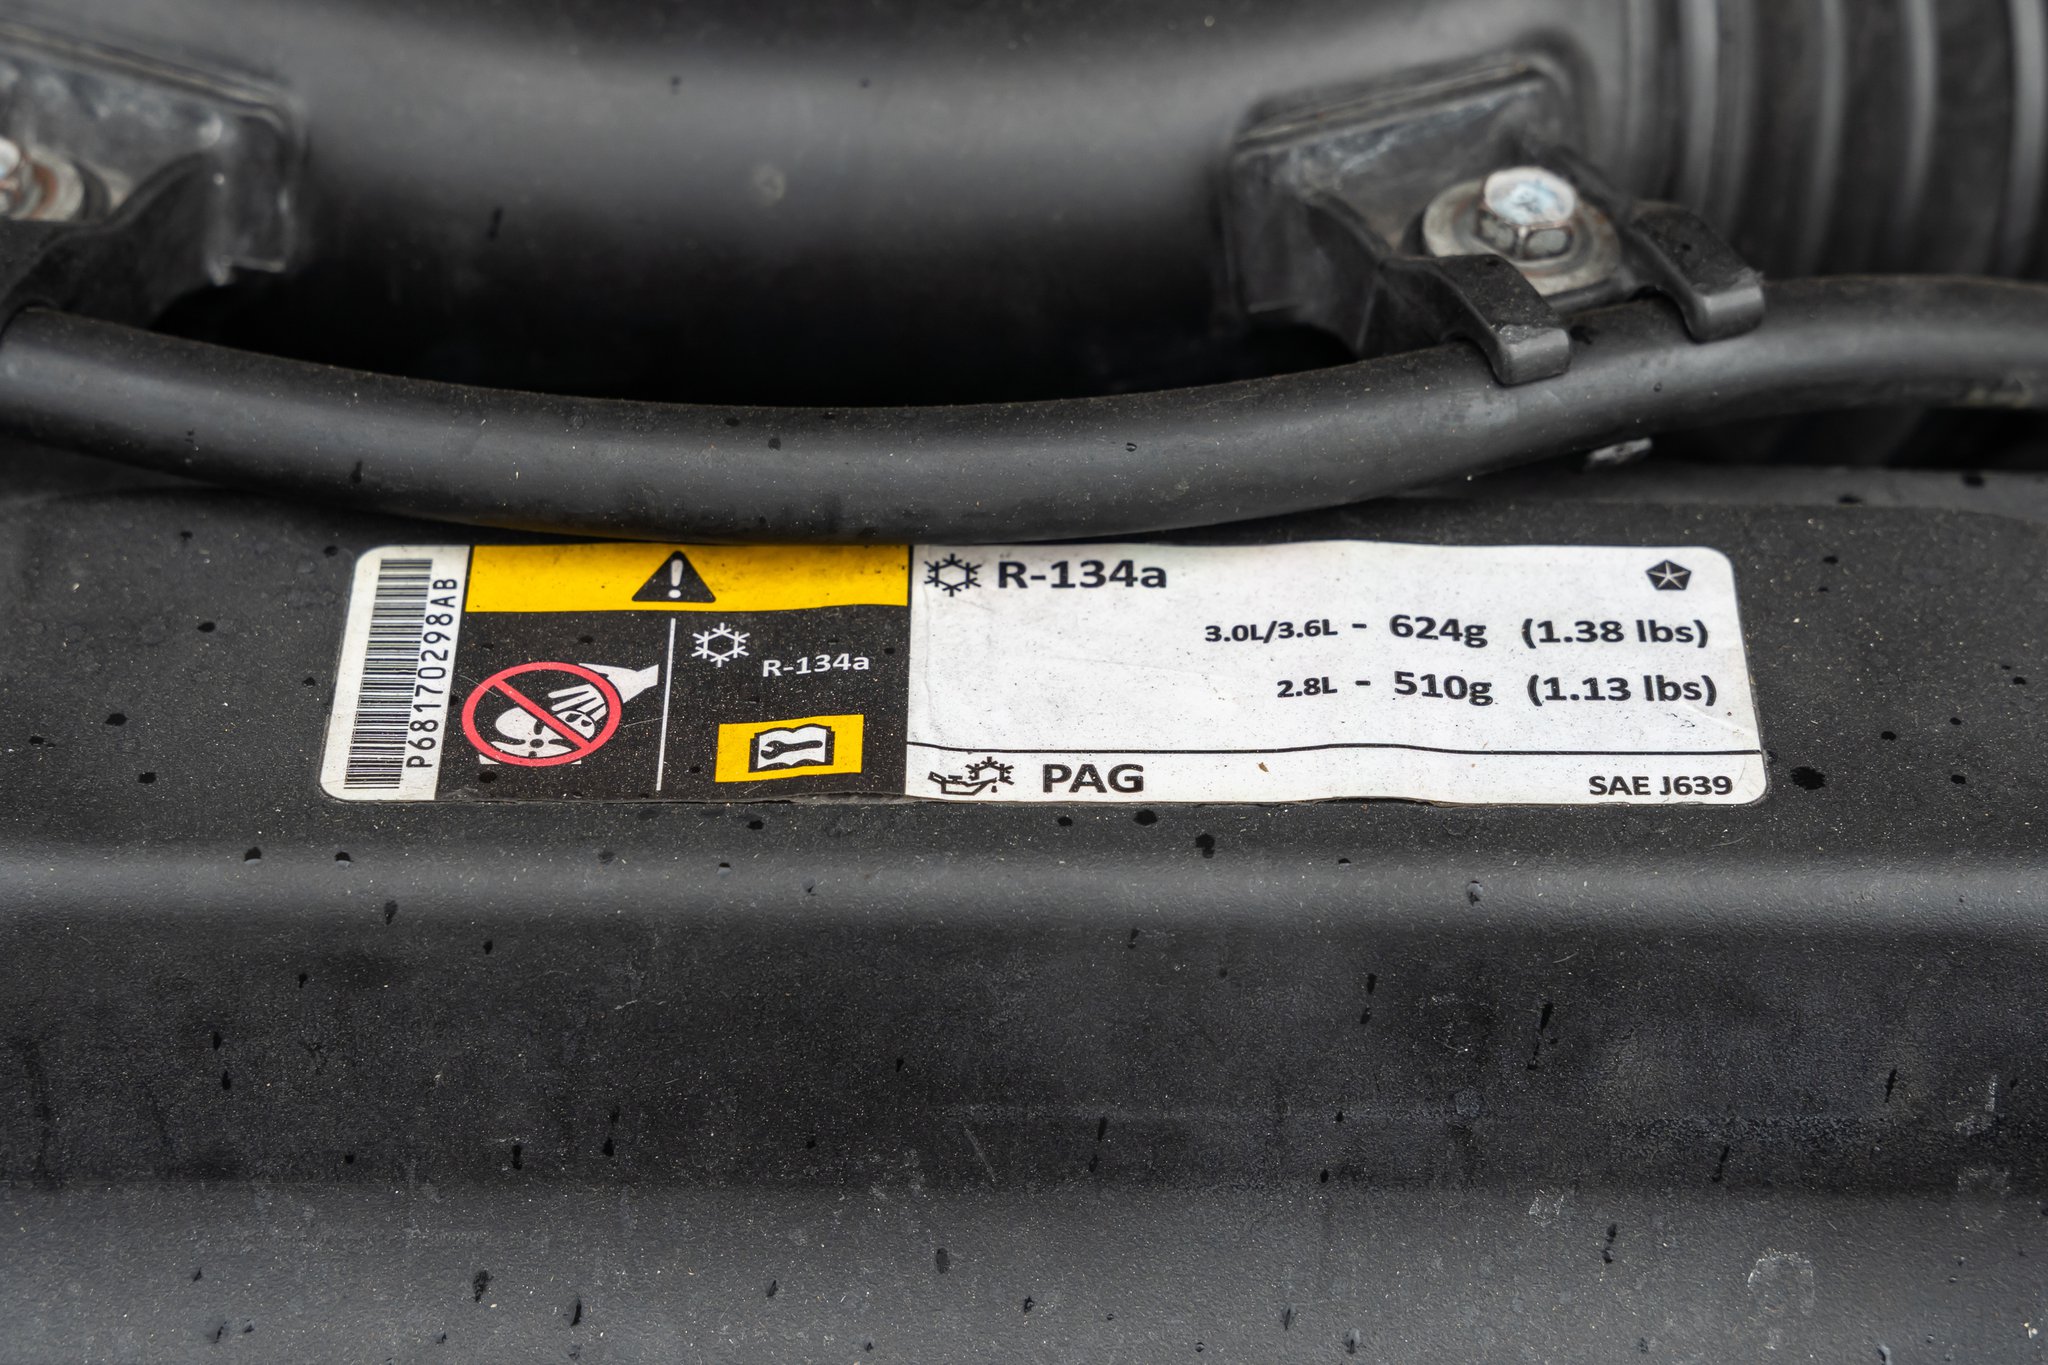 P68170298AB
R-134a
R-134a
3.0L/3.6L - 624g (1.38 lbs)
2.8L - 510g (1.13 lbs)
PAG
SAE J639